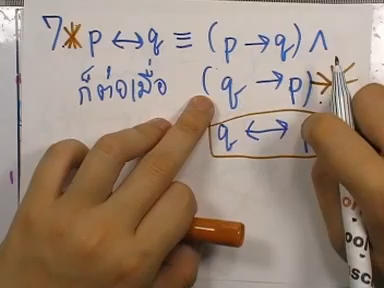 7.* p ↔ q ≡ (p → q) ∧
ก็ต่อเมื่อ (q → p) *
q ↔